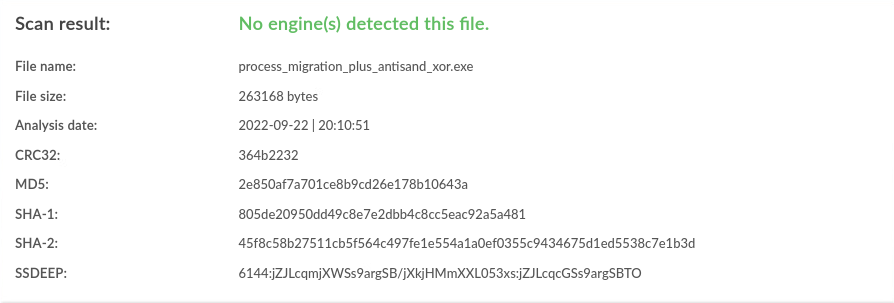 Scan result: No engine(s) detected this file.
File name: process_migration_plus_antisand_xor.exe
File size: 263168 bytes
Analysis date: 2022-09-22 | 20:10:51
CRC32: 364b2232
MD5: 2e850af7a701ce8b9cd26e178b10643a
SHA-1: 805de20950dd49c8e7e2dbb4c8cc5eac92a5a481
SHA-2: 45f8c58b27511cb5f564c497fe1e554a1a0ef0355c9434675d1ed5538c7e1b3d
SSDEEP: 6144:jZJLcqmjXWSs9argSB/jXkjHMmXXL053xs:jZJLcqcGSs9argSBTO